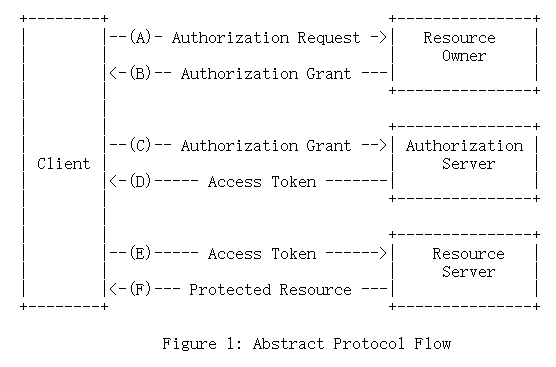 +--------+                               +---------------+
|        |--(A)- Authorization Request ->|   Resource    |
|        |                               |     Owner     |
|        |<-(B)-- Authorization Grant ---|               |
|        |                               +---------------+
|        |
|        |                               +---------------+
|        |--(C)-- Authorization Grant -->| Authorization |
| Client |                               |     Server    |
|        |<-(D)----- Access Token -------|               |
|        |                               +---------------+
|        |
|        |                               +---------------+
|        |--(E)----- Access Token ------>|    Resource   |
|        |                               |     Server    |
|        |<-(F)--- Protected Resource ---|               |
+--------+                               +---------------+
Figure 1: Abstract Protocol Flow